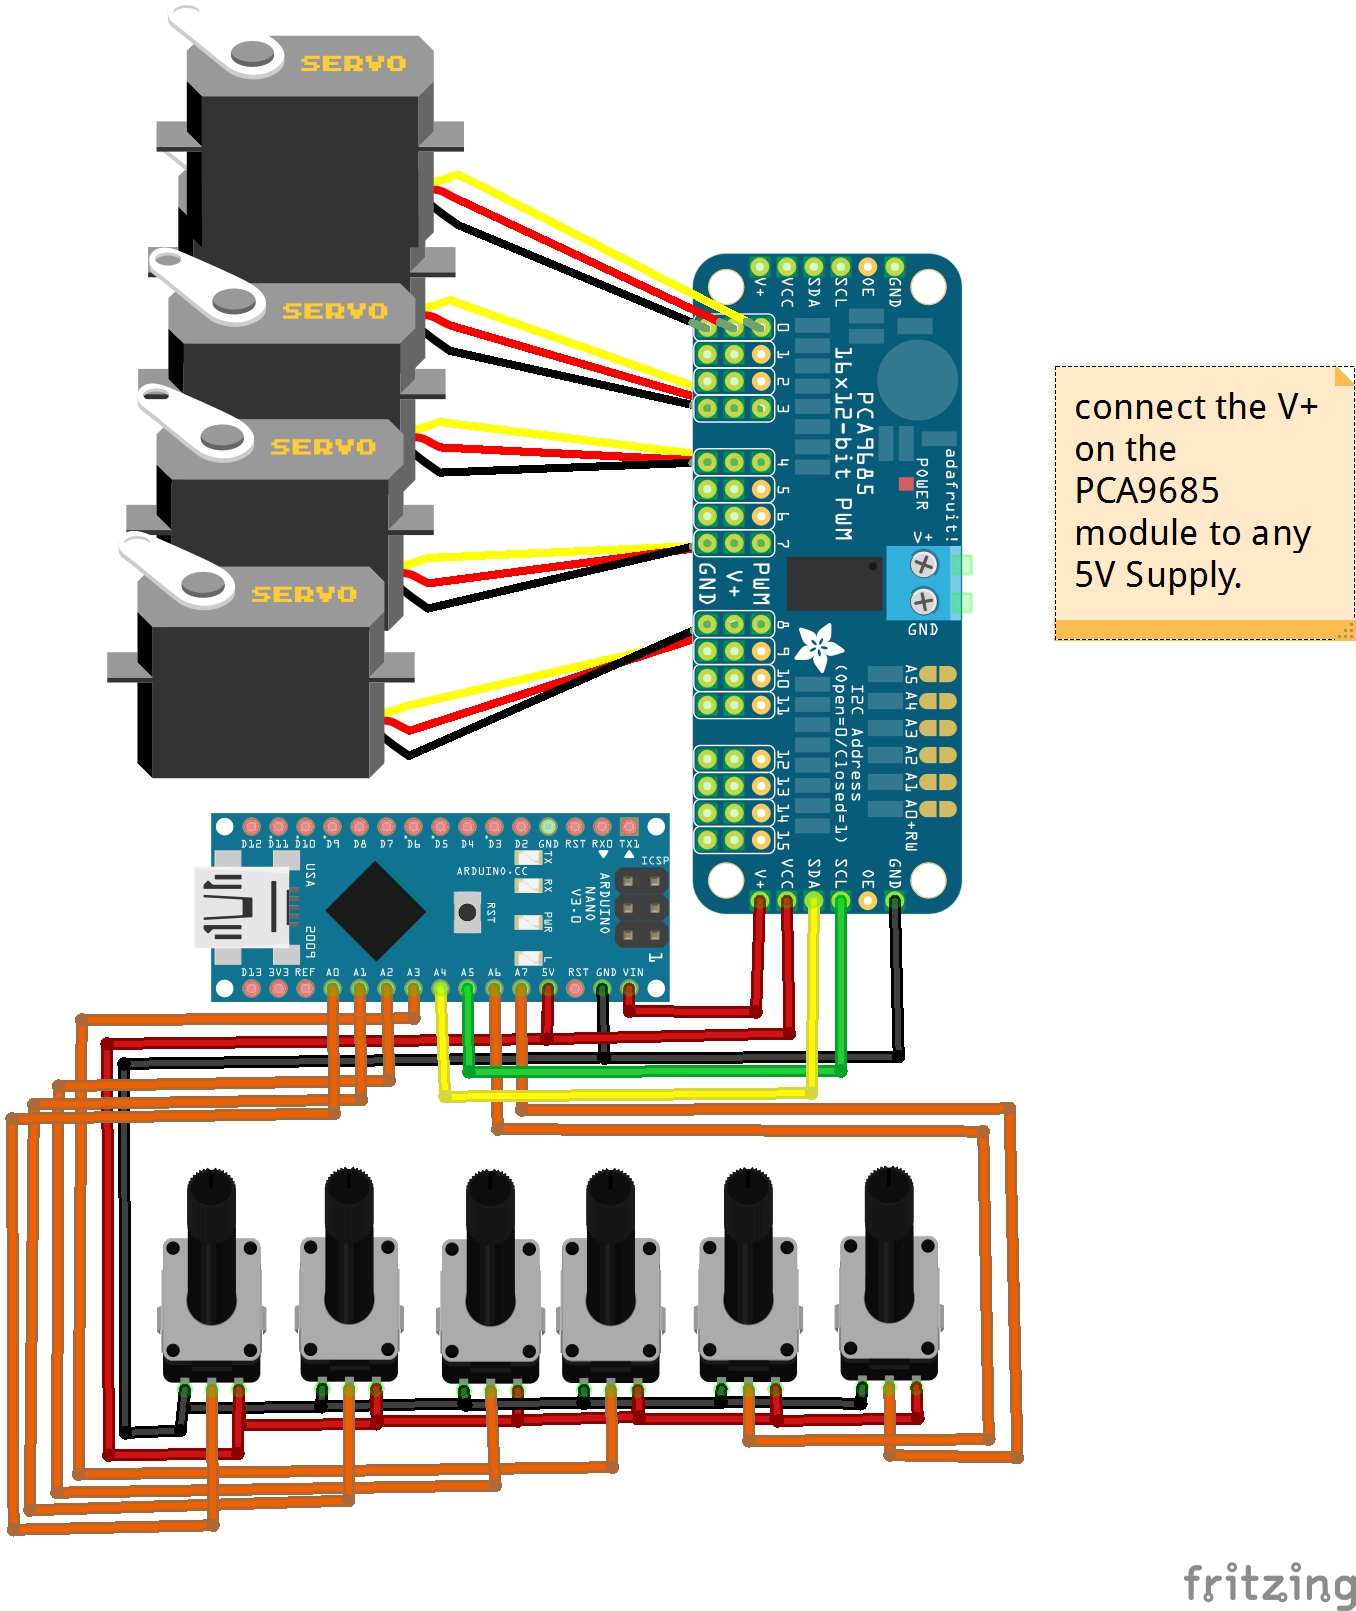 SERVO
SERVO
SERVO
SERVO
V+ VCC SDA SCL OE GND
0
1
2
3
4
5
6
7
GND V+ PWM
8
9
10
11
12
13
14
15
16x12-bit PWM
PCA9685
adafruit!
POWER
V+
GND
I2C Address
(Open=0/Closed=1)
A5
A4
A3
A2
A1
A0+RW
V+ VCC SDA SCL OE GND
connect the V+
on the
PCA9685
module to any
5V Supply.
D12 D11 D10 D9 D8 D7 D6 D5 D4 D3 D2 GND RST RX0 TX1
USA
2009
ARDUINO.CC
RST
TX
RX
PWR
L
ARDUINO
NANO
V3.0
ICSP
1
D13 3V3 REF A0 A1 A2 A3 A4 A5 A6 A7 5V RST GND VIN
fritzing